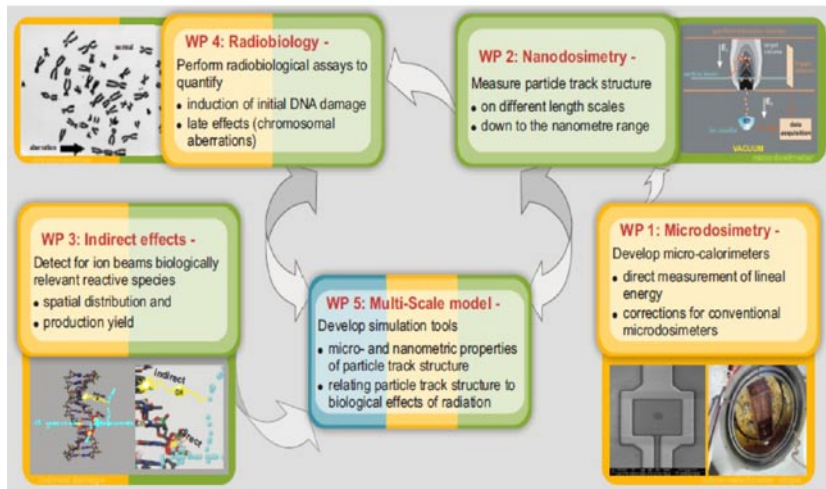 WP 4: Radiobiology -
Perform radiobiological assays to
quantify
• induction of initial DNA damage
• late effects (chromosomal
aberrations)
normal
aberration
WP 2: Nanodosimetry -
Measure particle track structure
• on different length scales
• down to the nanometre range
target
volume
data
acquisition
VACUUM
WP 3: Indirect effects -
Detect for ion beams biologically
relevant reactive species
• spatial distribution and
• production yield
indirect
OH
direct
WP 5: Multi-Scale model -
Develop simulation tools
• micro- and nanometric properties
of particle track structure
• relating particle track structure to
biological effects of radiation
WP 1: Microdosimetry -
Develop micro-calorimeters
• direct measurement of lineal
energy
• corrections for conventional
microdosimeters